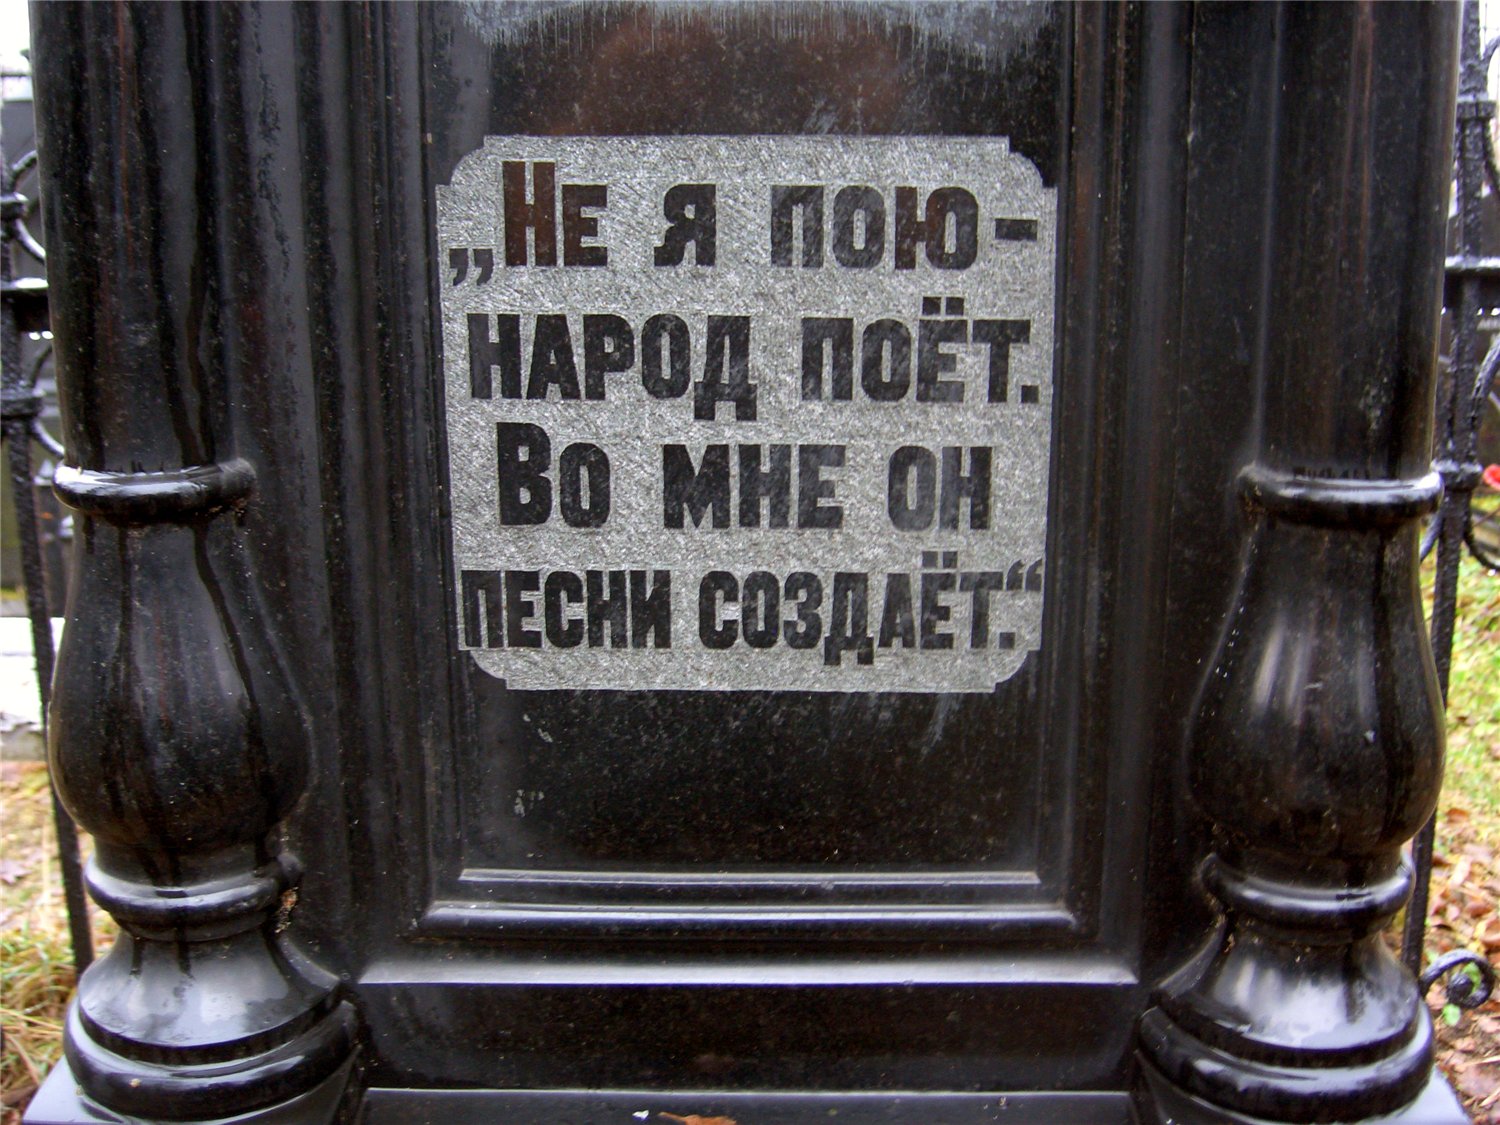 „Не я пою-
народ поёт.
Во мне он
песни создаёт.“